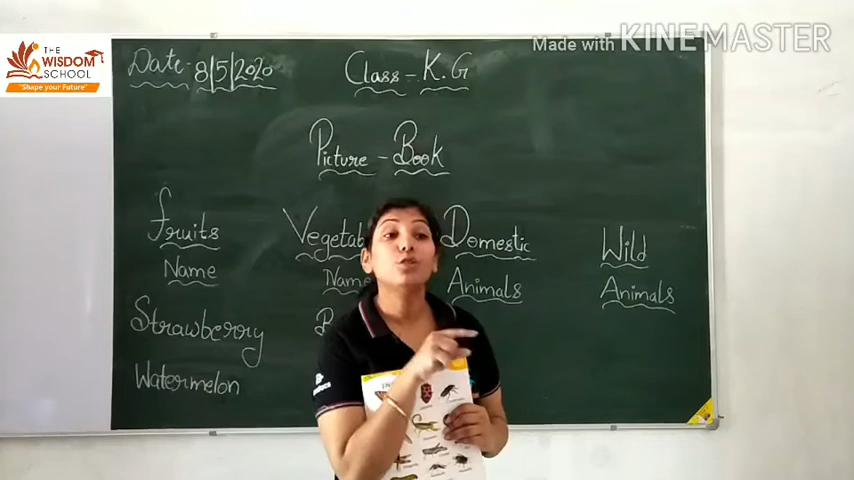 THE
WISDOM
SCHOOL
"Shape your Future"
Made with KINEMASTER
Date:- 8/5/2020
Class - K.G
Picture - Book
Fruits
Name
Strawberry
Watermelon
Vegetab
Name
B
Domestic
Animals
Wild
Animals